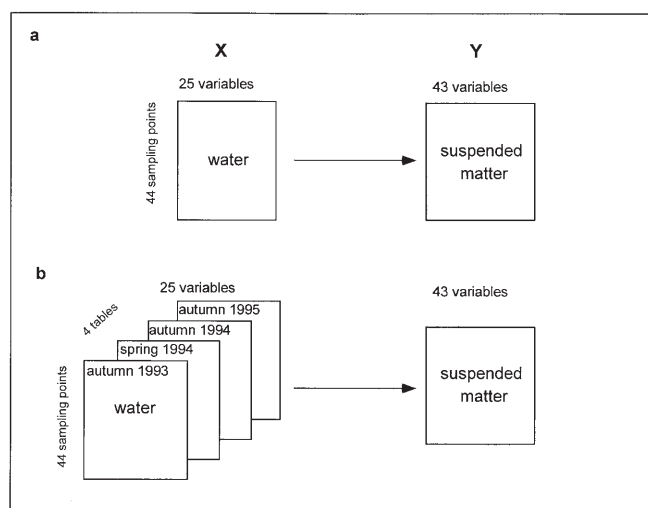 a
X
Y
25 variables
43 variables
44 sampling points
water
suspended
matter
b
25 variables
43 variables
4 tables
autumn 1995
autumn 1994
spring 1994
autumn 1993
44 sampling points
water
suspended
matter